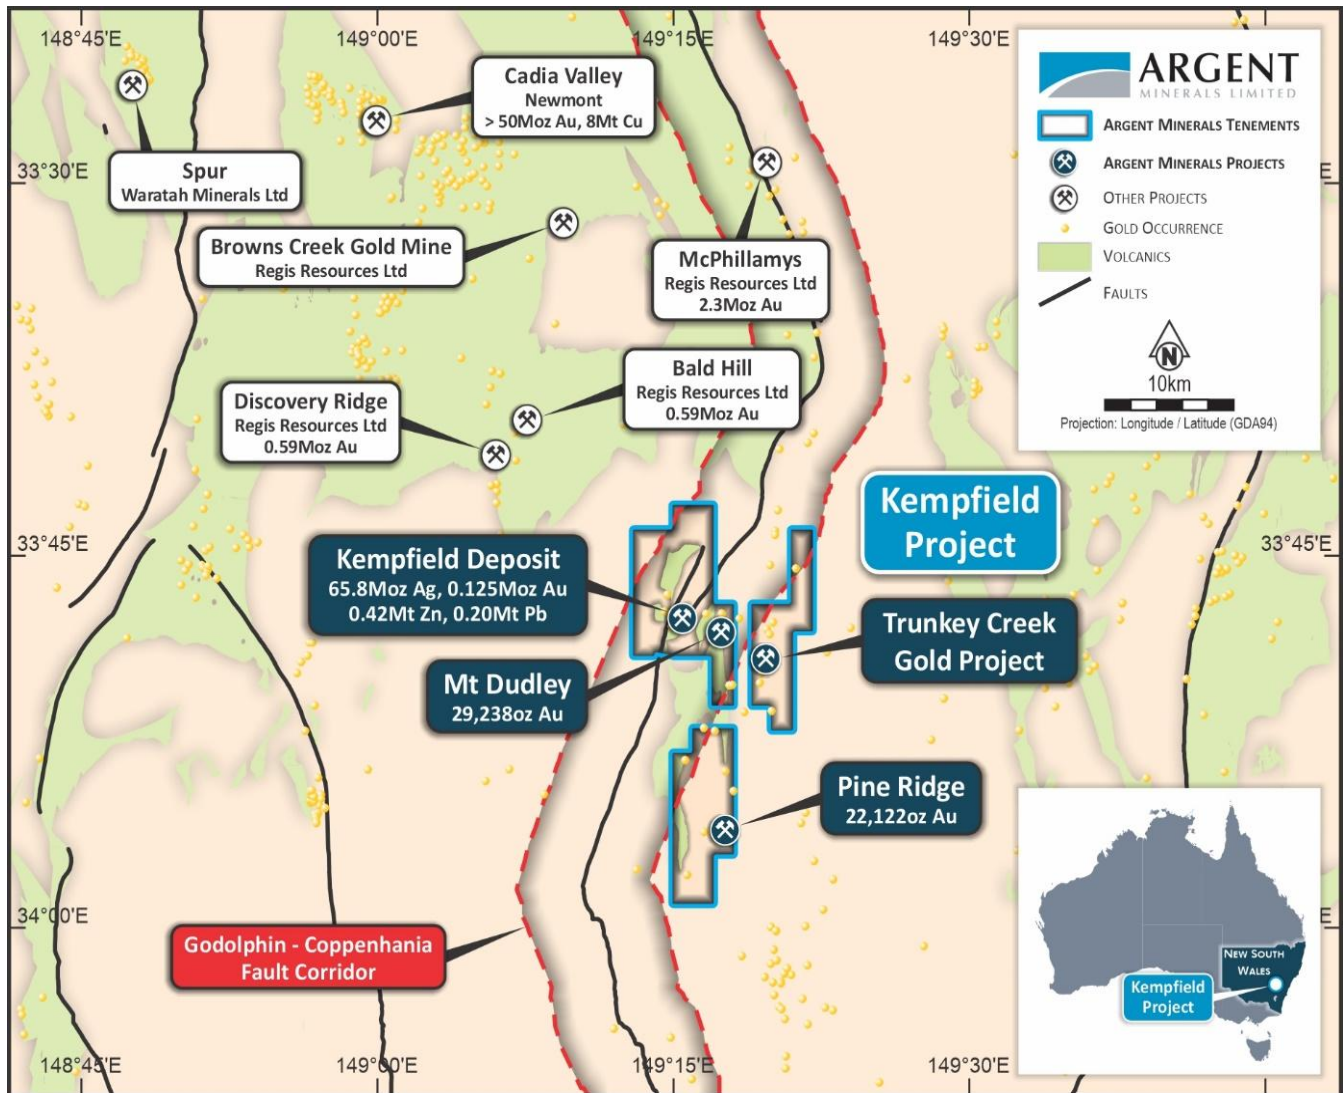 148°45'E
149°00'E
149°15'E
149°30'E
Cadia Valley
Newmont
> 50Moz Au, 8Mt Cu
ARGENT
MINERALS LIMITED
ARGENT MINERALS TENEMENTS
ARGENT MINERALS PROJECTS
OTHER PROJECTS
GOLD OCCURRENCE
VOLCANICS
FAULTS
N
10km
Projection: Longitude / Latitude (GDA94)
33°30'E
E
Spur
Waratah Minerals Ltd
Browns Creek Gold Mine
Regis Resources Ltd
McPhillamys
Regis Resources Ltd
2.3Moz Au
Bald Hill
Regis Resources Ltd
0.59Moz Au
Discovery Ridge
Regis Resources Ltd
0.59Moz Au
Kempfield
Project
33°45'E
33°45'E
Kempfield Deposit
65.8Moz Ag, 0.125Moz Au
0.42Mt Zn, 0.20Mt Pb
Trunkey Creek
Gold Project
Mt Dudley
29,238oz Au
Pine Ridge
22,122oz Au
34°00'E
E
Godolphin - Coppenhania
Fault Corridor
NEW SOUTH
WALES
Kempfield
Project
148°45'E
149°00'E
149°15'E
149°30'E